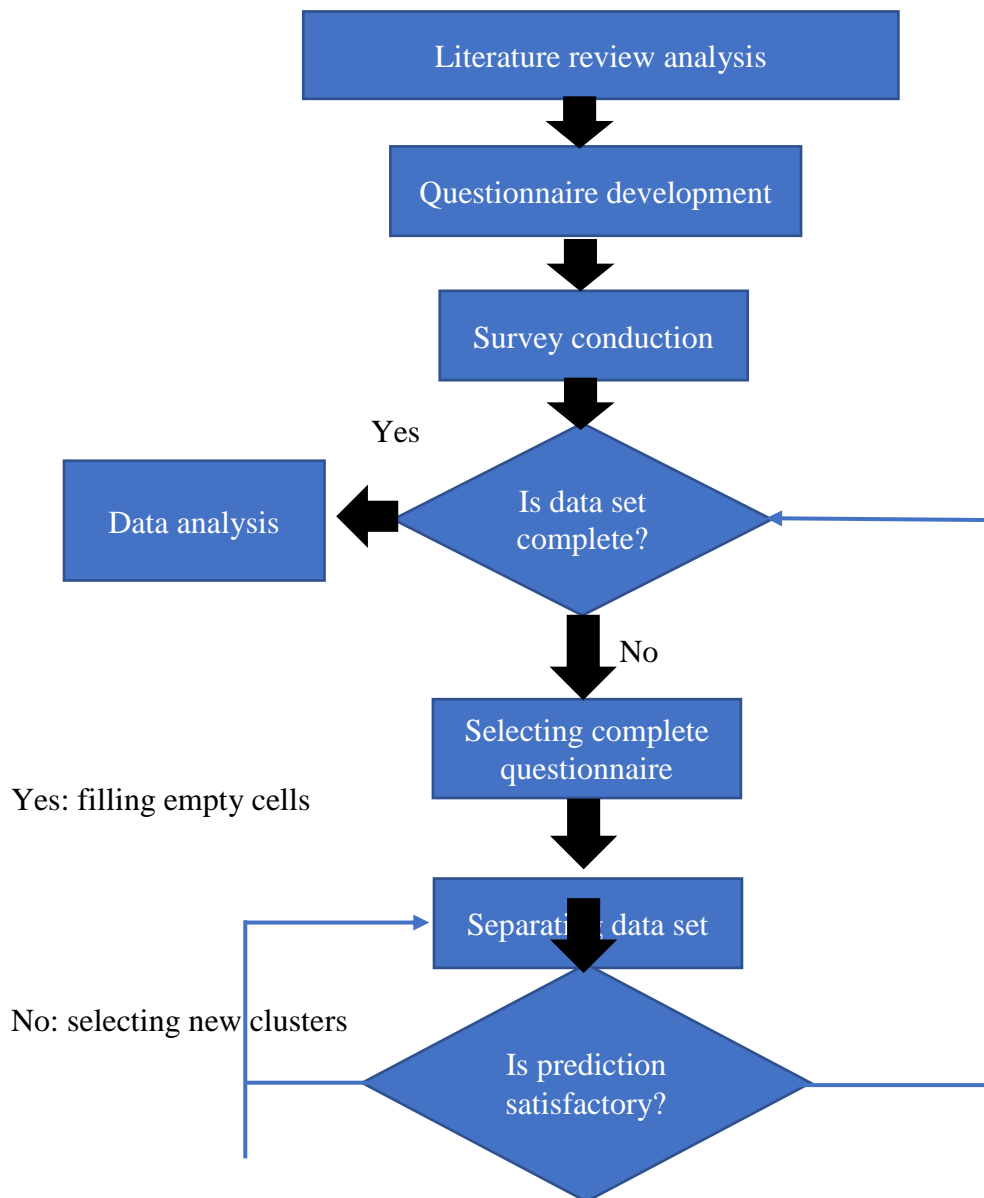 Literature review analysis
Questionnaire development
Survey conduction
Yes
Data analysis
Is data set
complete?
No
Selecting complete
questionnaire
Yes: filling empty cells
Separating data set
No: selecting new clusters
Is prediction
satisfactory?